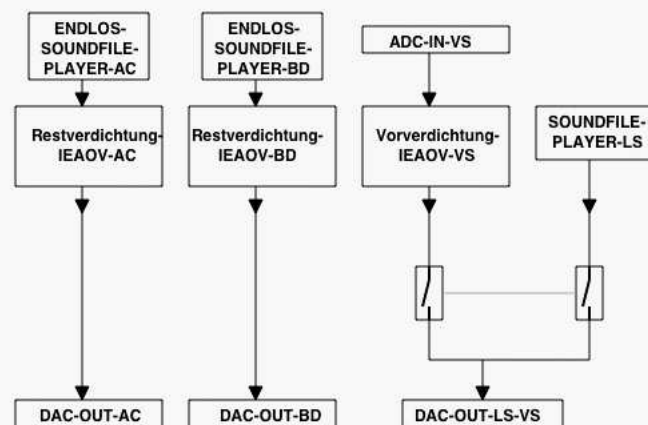 ENDLOS-
SOUNDFILE-
PLAYER-AC
ENDLOS-
SOUNDFILE-
PLAYER-BD
ADC-IN-VS
Restverdichtung-
IEAOV-AC
Restverdichtung-
IEAOV-BD
Vorverdichtung-
IEAOV-VS
SOUNDFILE-
PLAYER-LS
DAC-OUT-AC
DAC-OUT-BD
DAC-OUT-LS-VS